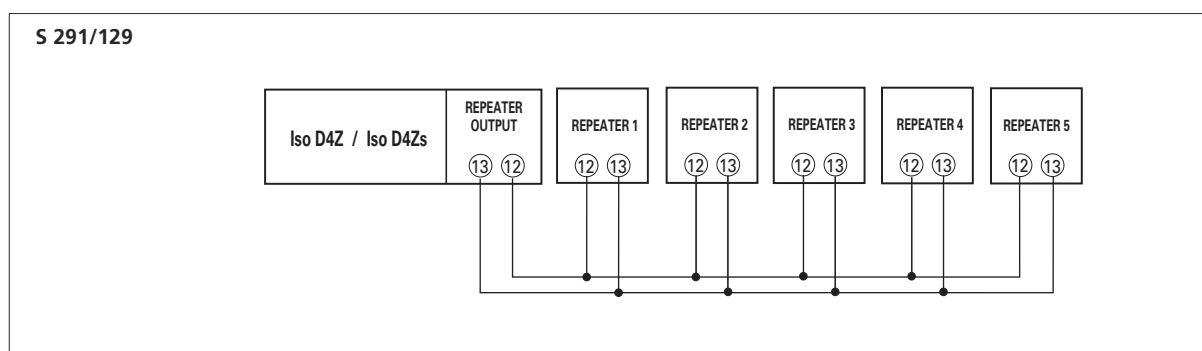 S 291/129
Iso D4Z / Iso D4Zs
REPEATER
OUTPUT
13 12
REPEATER 1
12 13
REPEATER 2
12 13
REPEATER 3
12 13
REPEATER 4
12 13
REPEATER 5
12 13